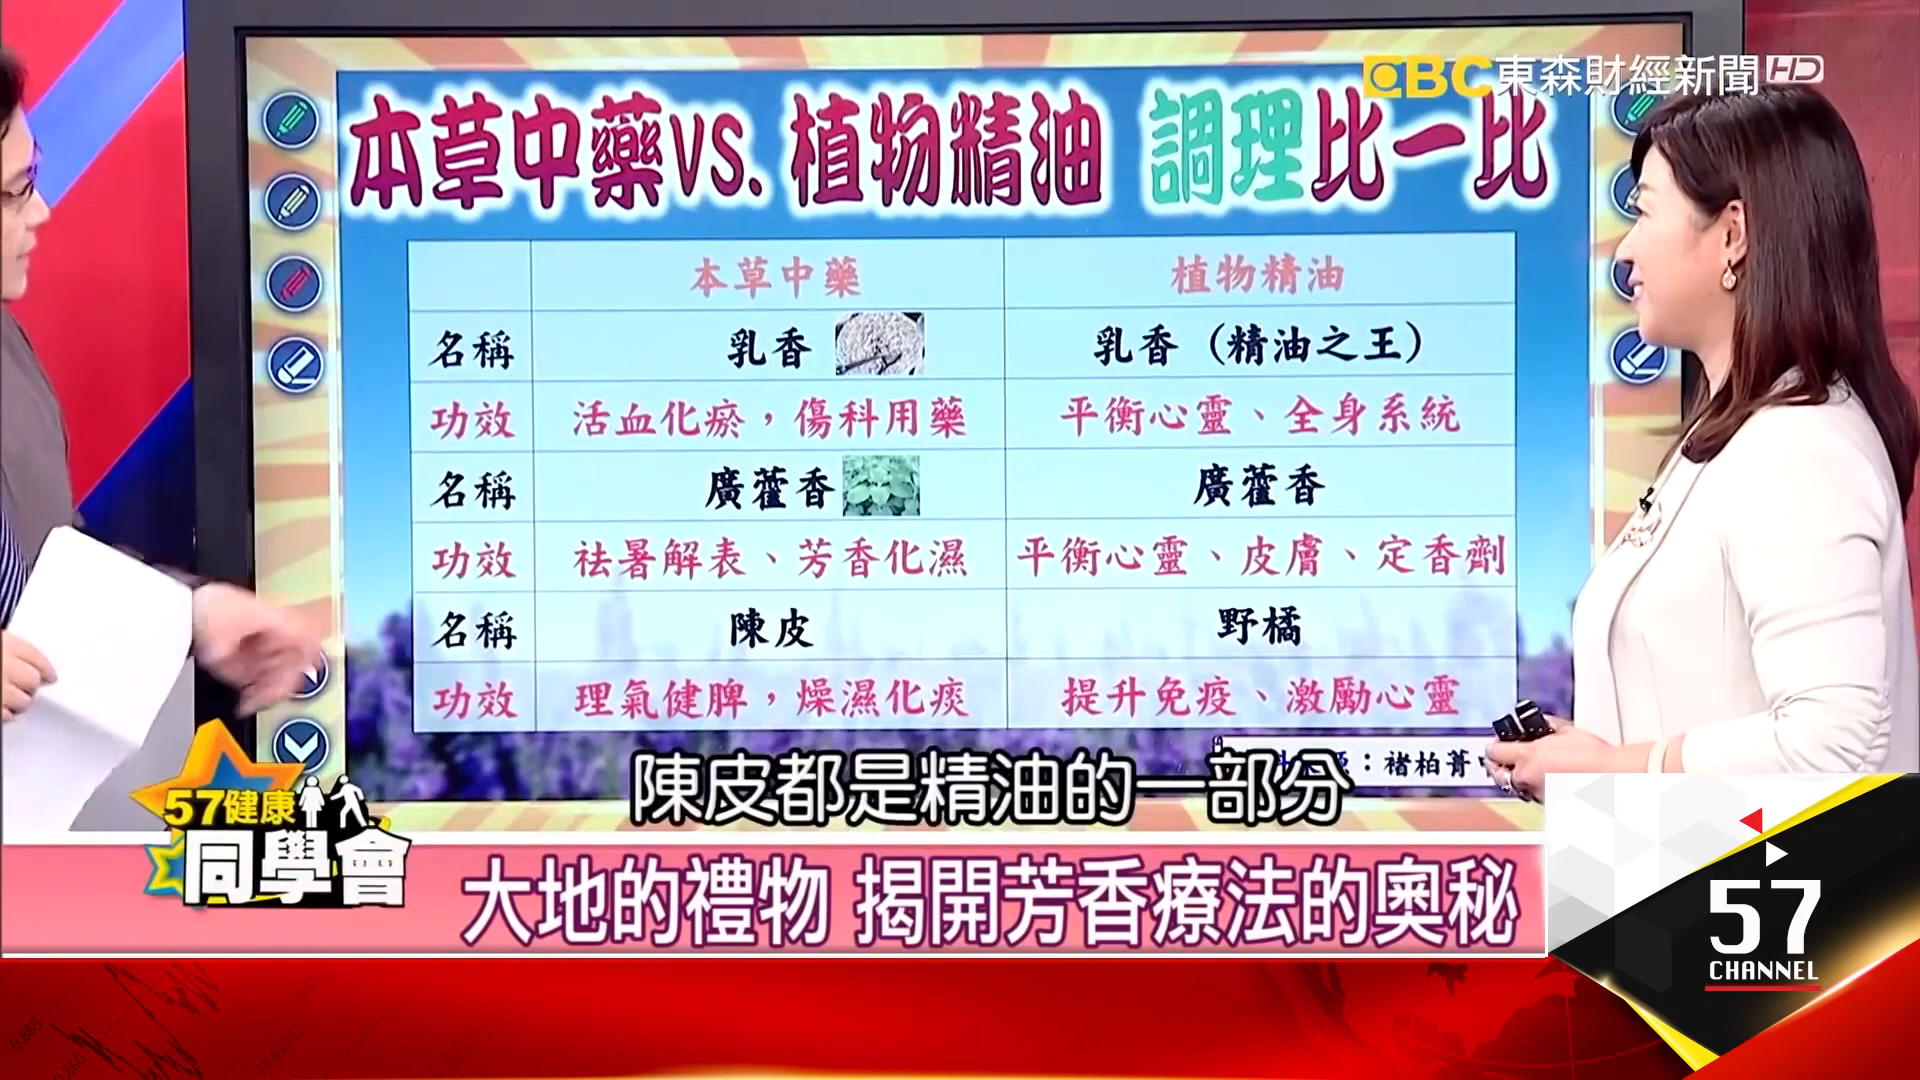 EBC 東森財經新聞 HD
本草中藥VS.植物精油 調理比一比
本草中藥 植物精油
名稱 乳香 乳香（精油之王）
功效 活血化瘀，傷科用藥 平衡心靈、全身系統
名稱 廣藿香 廣藿香
功效 祛暑解表、芳香化濕 平衡心靈、皮膚、定香劑
名稱 陳皮 野橘
功效 理氣健脾，燥濕化痰 提升免疫、激勵心靈
：褚柏菁
陳皮都是精油的一部分
57健康
同學會
大地的禮物 揭開芳香療法的奧秘
57
CHANNEL